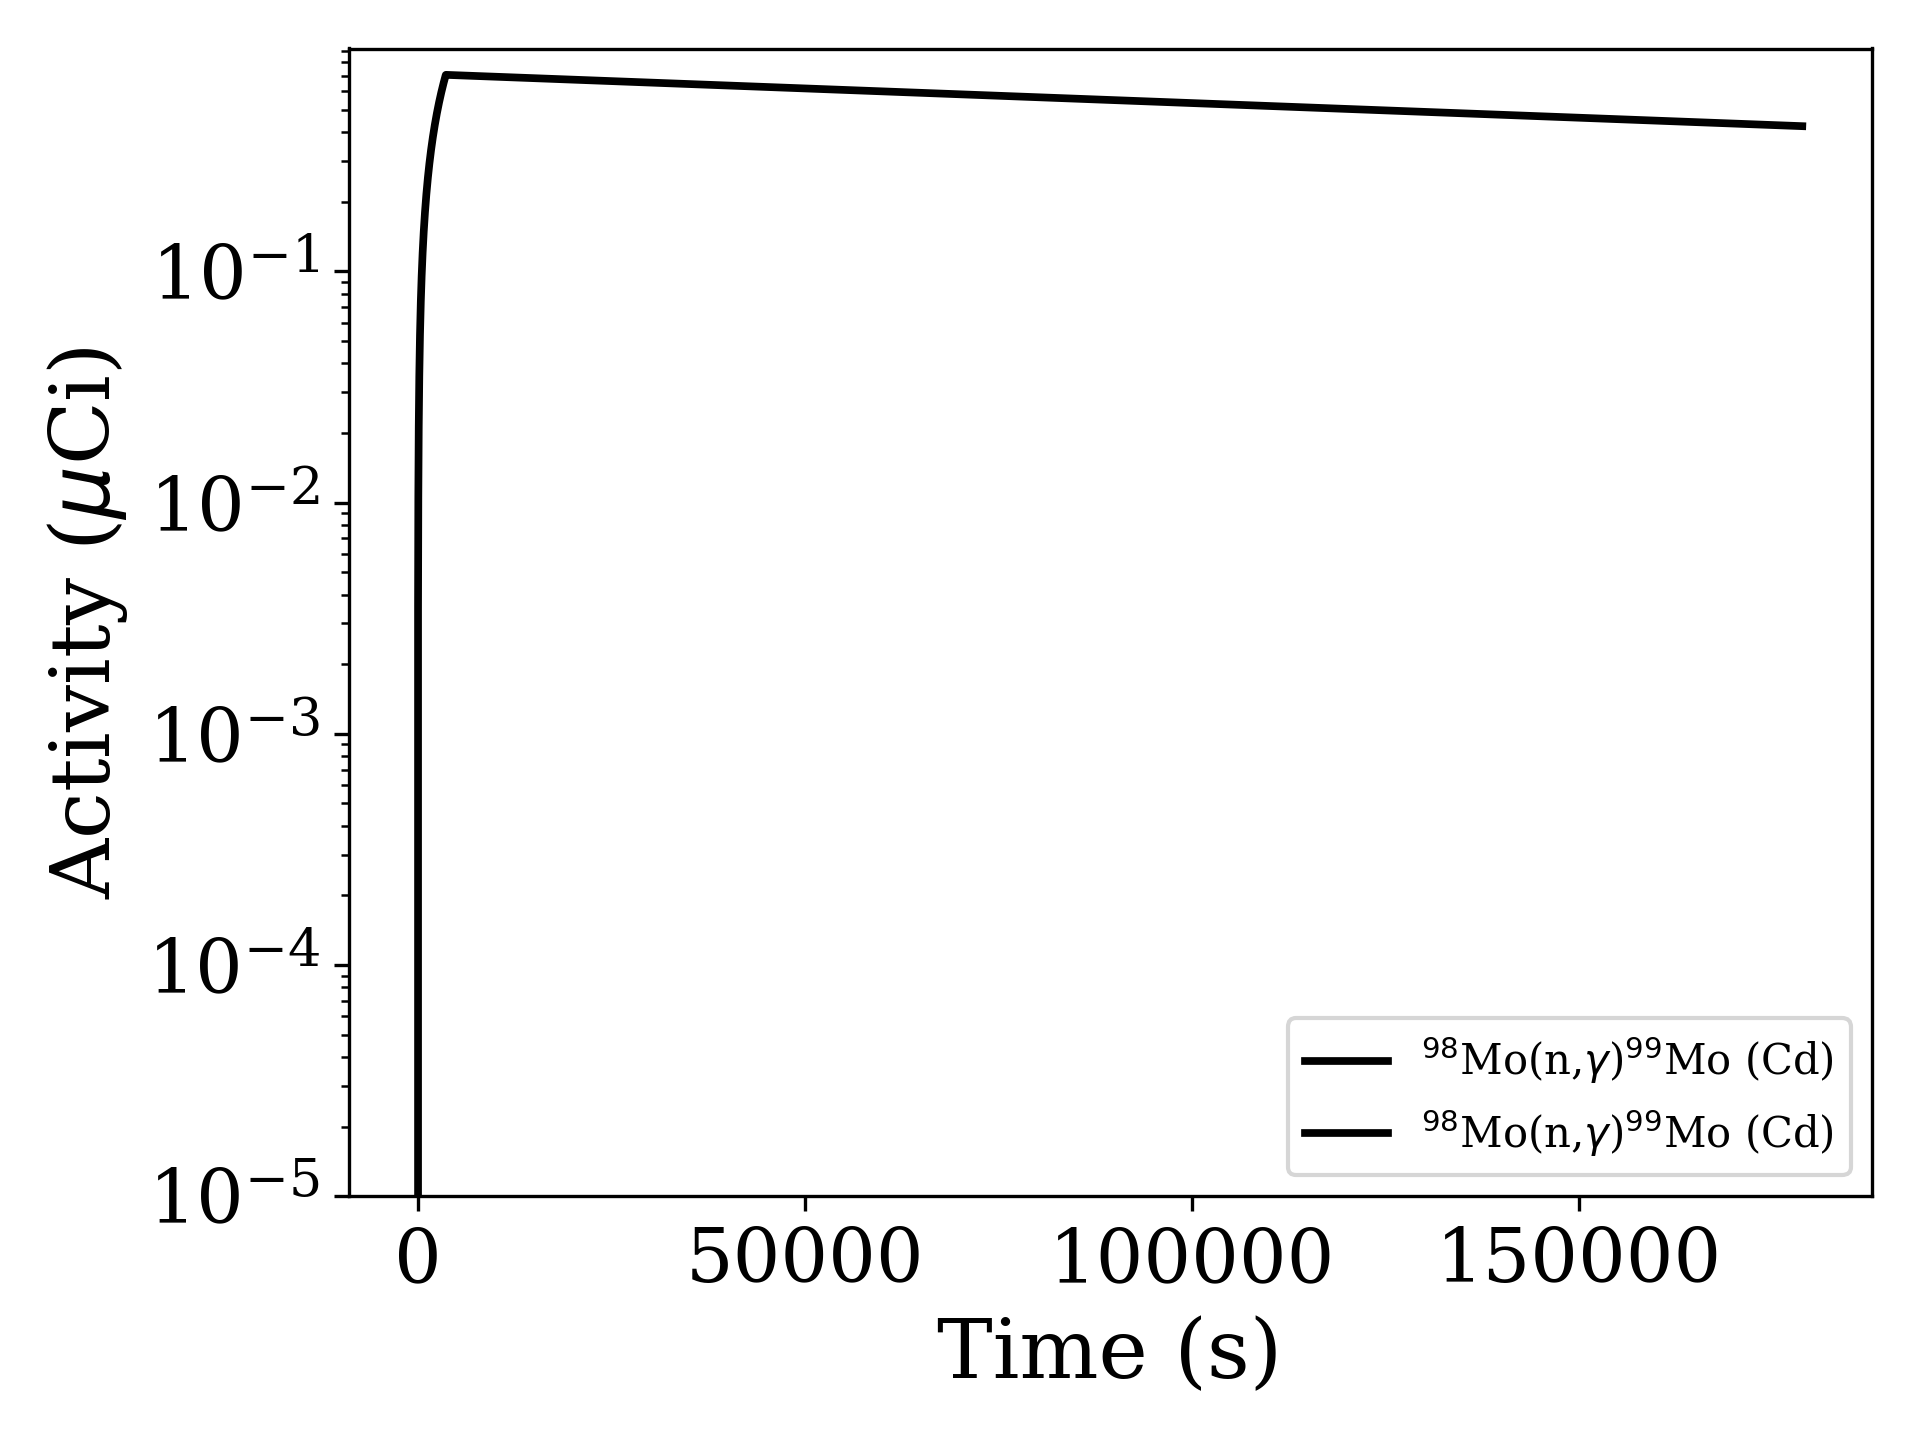 Activity (μCi)
10⁻¹
10⁻²
10⁻³
10⁻⁴
10⁻⁵
⁹⁸Mo(n,γ)⁹⁹Mo (Cd)
⁹⁸Mo(n,γ)⁹⁹Mo (Cd)
0 50000 100000 150000
Time (s)